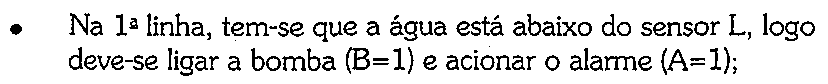 • Na 1ª linha, tem-se que a água está abaixo do sensor L, logo
deve-se ligar a bomba (B=1) e acionar o alarme (A=1);